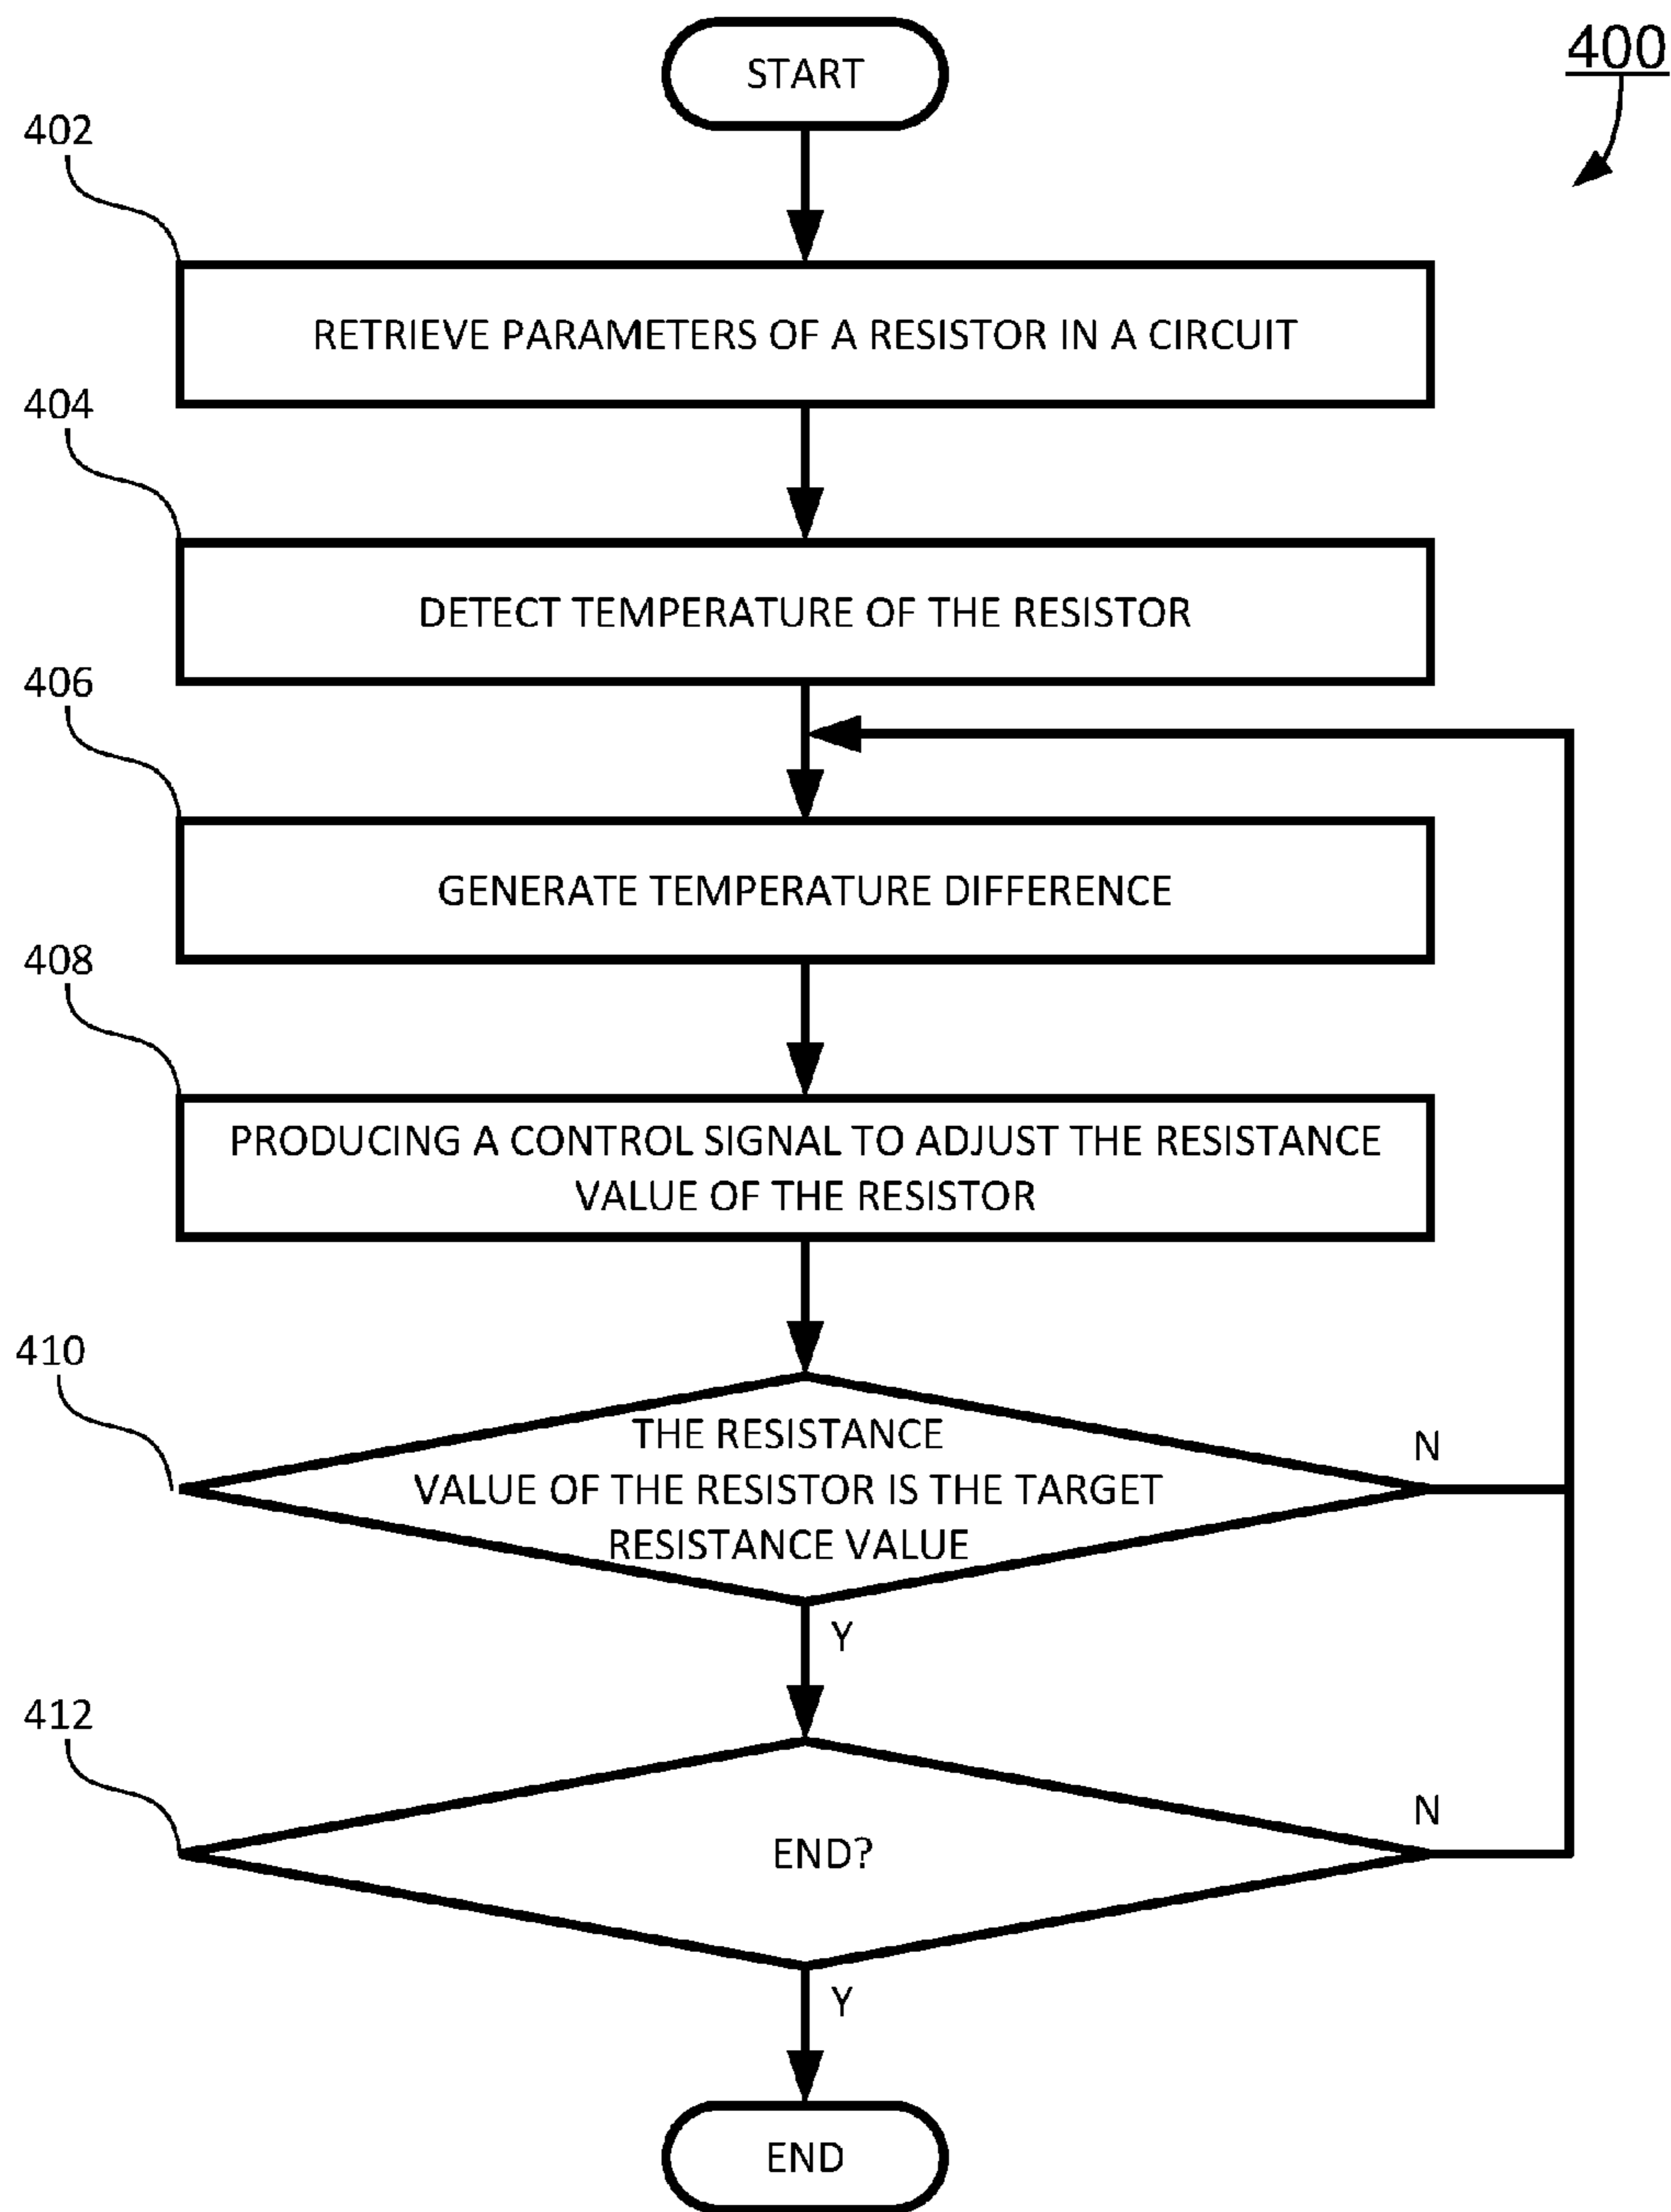 START
400
402
RETRIEVE PARAMETERS OF A RESISTOR IN A CIRCUIT
404
DETECT TEMPERATURE OF THE RESISTOR
406
GENERATE TEMPERATURE DIFFERENCE
408
PRODUCING A CONTROL SIGNAL TO ADJUST THE RESISTANCE
VALUE OF THE RESISTOR
410
THE RESISTANCE
VALUE OF THE RESISTOR IS THE TARGET
RESISTANCE VALUE
N
Y
412
END?
N
Y
END